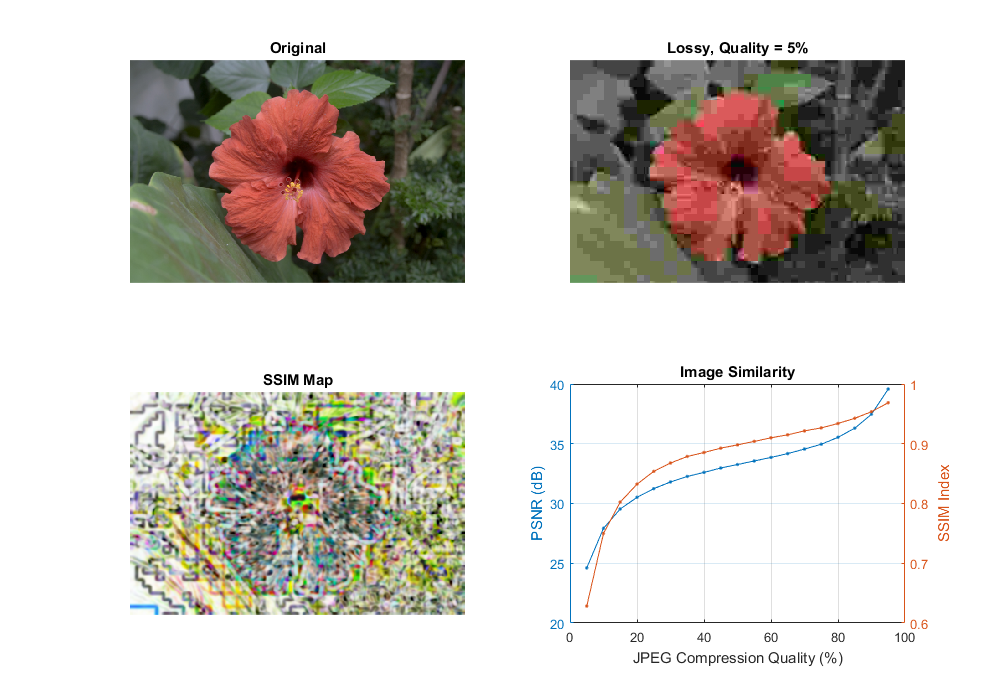 Original
Lossy, Quality = 5%
SSIM Map
Image Similarity
40
35
30
25
20
PSNR (dB)
1
0.9
0.8
0.7
0.6
SSIM Index
0
20
40
60
80
100
JPEG Compression Quality (%)